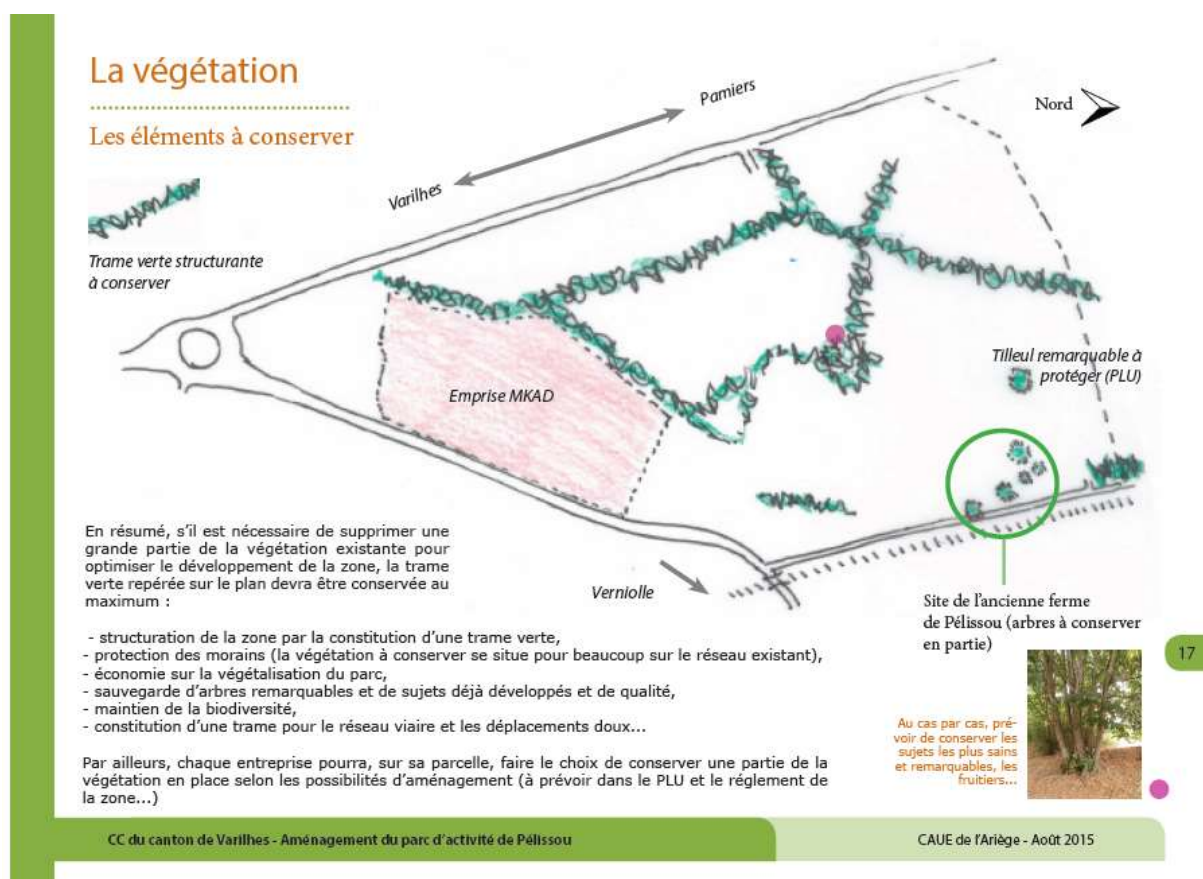 La végétation
Les éléments à conserver
Trame verte structurante
à conserver
Varilhes
Pamiers
Nord
Emprise MKAD
Tilleul remarquable à
protéger (PLU)
Verniolle
Site de l'ancienne ferme
de Pélissou (arbres à conserver
en partie)
En résumé, s'il est nécessaire de supprimer une
grande partie de la végétation existante pour
optimiser le développement de la zone, la trame
verte repérée sur le plan devra être conservée au
maximum :
- structuration de la zone par la constitution d'une trame verte,
- protection des morains (la végétation à conserver se situe pour beaucoup sur le réseau existant),
- économie sur la végétalisation du parc,
- sauvegarde d'arbres remarquables et de sujets déjà développés et de qualité,
- maintien de la biodiversité,
- constitution d'une trame pour le réseau viaire et les déplacements doux...
Par ailleurs, chaque entreprise pourra, sur sa parcelle, faire le choix de conserver une partie de la
végétation en place selon les possibilités d'aménagement (à prévoir dans le PLU et le réglement de
la zone...)
Au cas par cas, pré-
voir de conserver les
sujets les plus sains
et remarquables, les
fruitiers...
17
CC du canton de Varilhes - Aménagement du parc d'activité de Pélissou
CAUE de l'Ariège - Août 2015